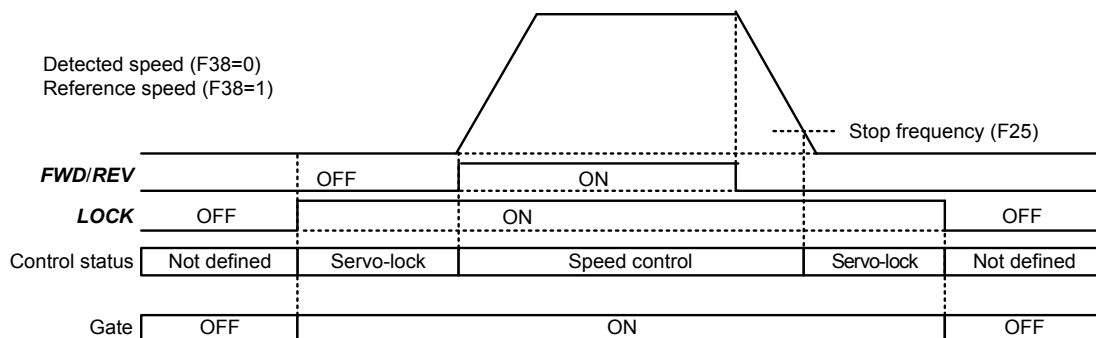 Detected speed (F38=0)
Reference speed (F38=1)
Stop frequency (F25)
FWD/REV OFF ON
LOCK OFF ON OFF
Control status Not defined Servo-lock Speed control Servo-lock Not defined
Gate OFF ON OFF